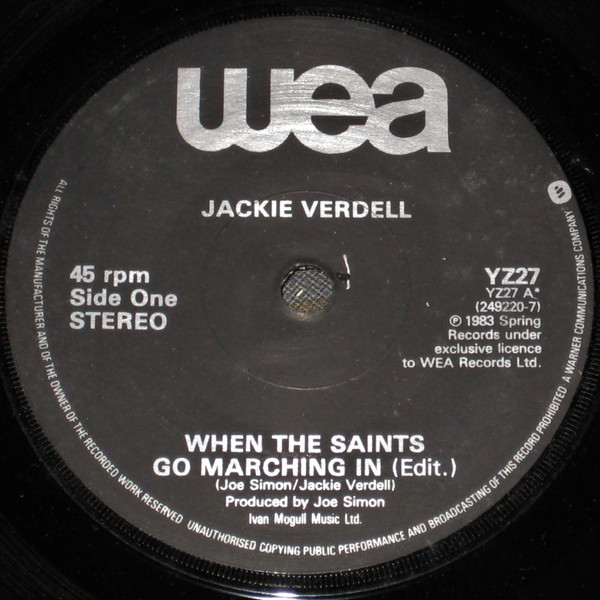 wea
JACKIE VERDELL
45 rpm
Side One
STEREO
YZ27
YZ27 A.*
(249220-7)
℗ 1983 Spring
Records under
exclusive licence
to WEA Records Ltd.
WHEN THE SAINTS
GO MARCHING IN (Edit.)
(Joe Simon/Jackie Verdell)
Produced by Joe Simon
Ivan Mogull Music Ltd.
ALL RIGHTS OF THE MANUFACTURER AND OF THE OWNER OF THE RECORDED WORK RESERVED UNAUTHORISED COPYING PUBLIC PERFORMANCE AND BROADCASTING OF THIS RECORD PROHIBITED A WARNER COMMUNICATIONS COMPANY